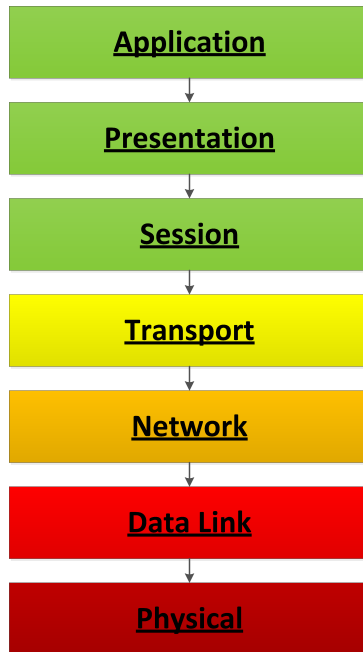 Application
Presentation
Session
Transport
Network
Data Link
Physical